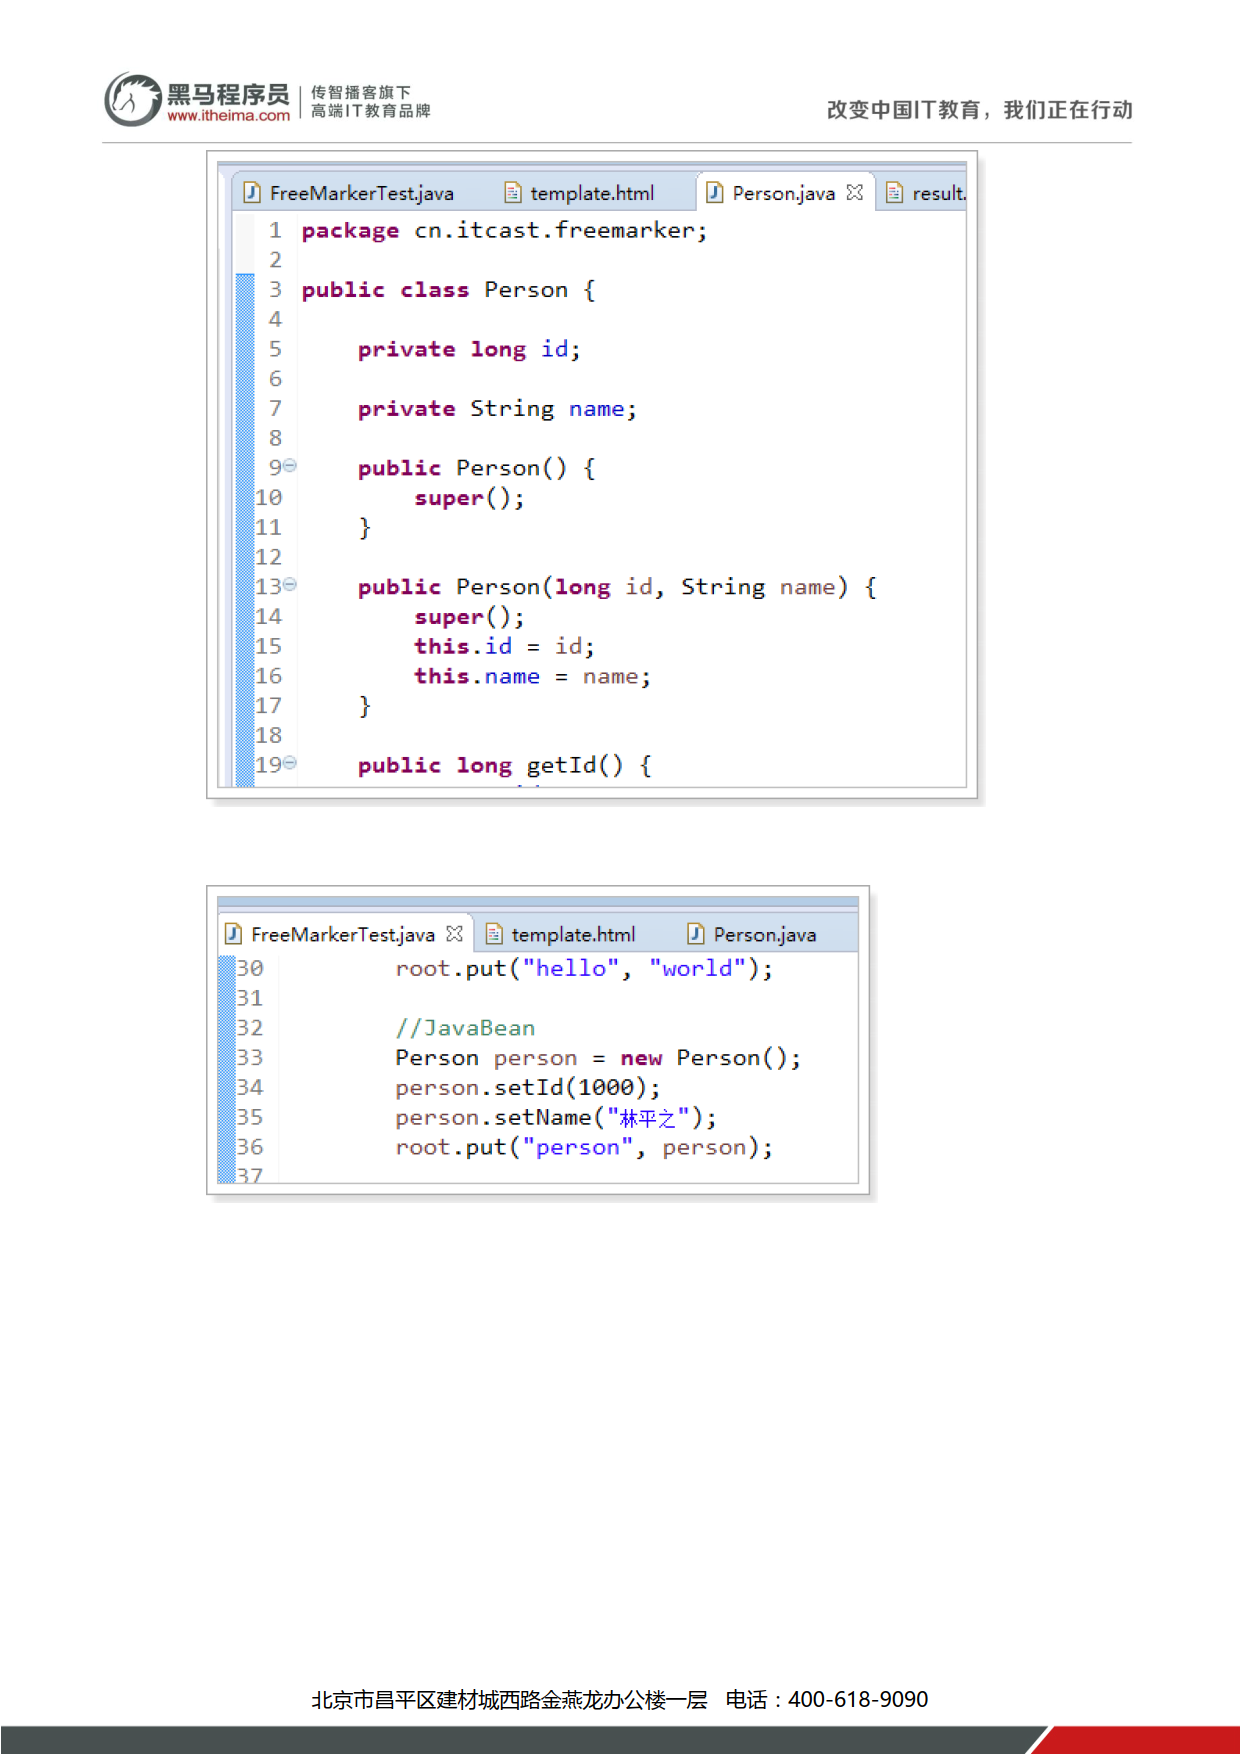 黑马程序员
www.itheima.com
传智播客旗下
高端IT教育品牌
改变中国IT教育，我们正在行动
FreeMarkerTest.java template.html Person.java result.
1 package cn.itcast.freemarker;
2
3 public class Person {
4
5 private long id;
6
7 private String name;
8
9 public Person() {
10 super();
11 }
12
13 public Person(long id, String name) {
14 super();
15 this.id = id;
16 this.name = name;
17 }
18
19 public long getId() {
FreeMarkerTest.java template.html Person.java
30 root.put("hello", "world");
31
32 //JavaBean
33 Person person = new Person();
34 person.setId(1000);
35 person.setName("林平之");
36 root.put("person", person);
37
北京市昌平区建材城西路金燕龙办公楼一层 电话：400-618-9090